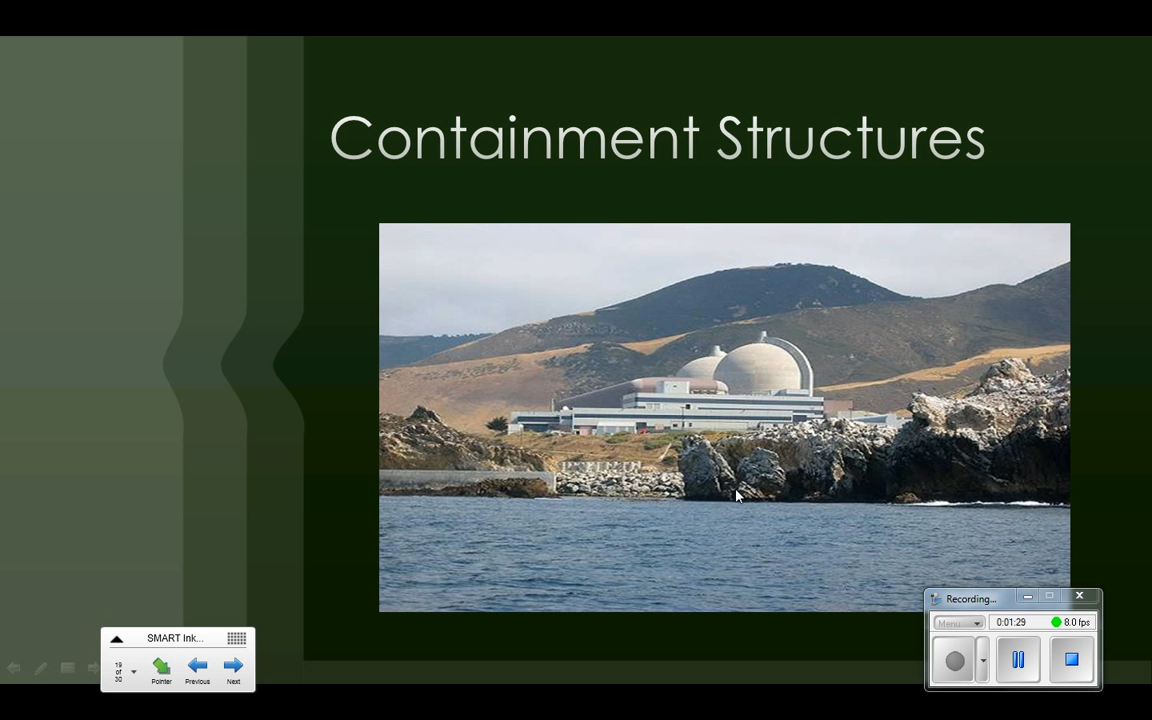 Containment Structures
Recording...
Menu
0:01:29
8.0 fps
SMART Ink...
19
of
30
Pointer
Previous
Next